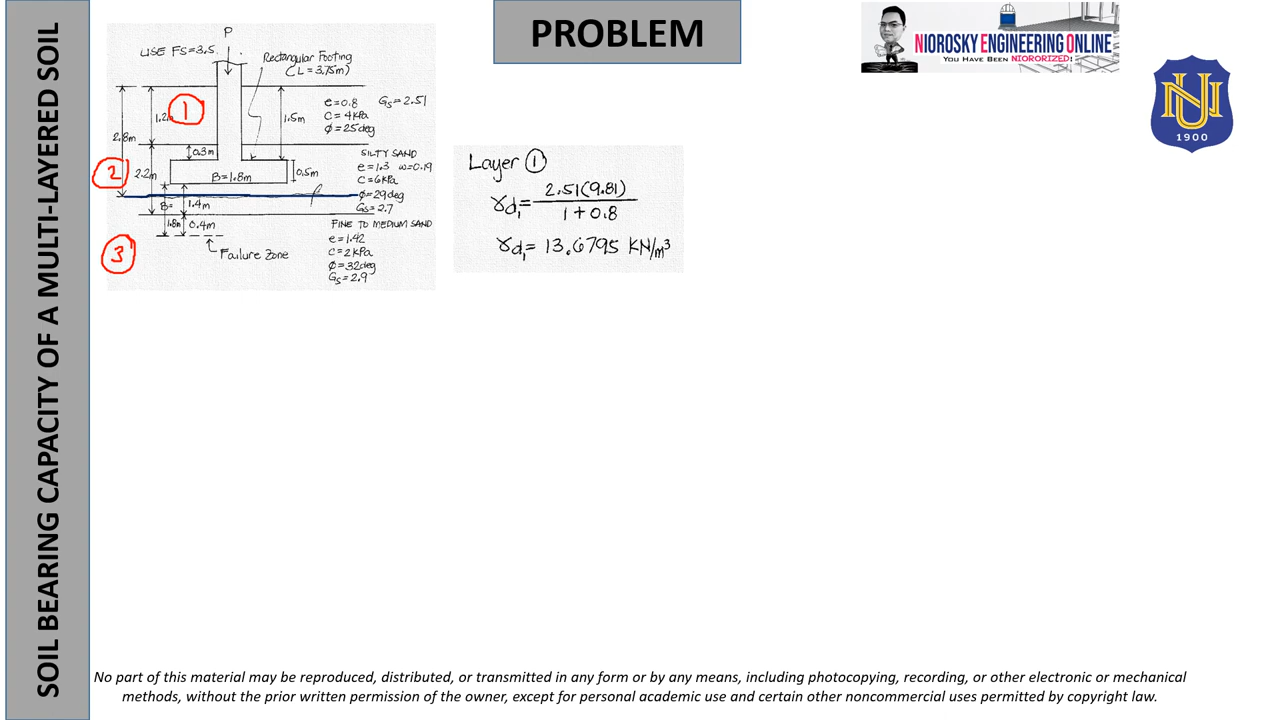 SOIL BEARING CAPACITY OF A MULTI-LAYERED SOIL
PROBLEM
NIOROSKY ENGINEERING ONLINE
YOU HAVE BEEN NIORORIZED!
NU
1900
P
USE FS=3.5
Rectangular Footing
(L=3.75m)
1
2
3
2.8m
1.2
1.5m
0.3m
2.2m
B=1.8m
0.5m
B=
1.8m
1.4m
0.4m
Failure Zone
e=0.8 Gs=2.51
C=4kPa
ϕ=25deg
SILTY SAND
e=1.3 w=0.19
C=6kPa
ϕ=29deg
Gs=2.7
FINE TO MEDIUM SAND
e=1.42
C=2kPa
ϕ=32deg
Gs=2.9
Layer 1
γd1= 2.51(9.81)
1+0.8
γd1= 13.6795 KN/m³
No part of this material may be reproduced, distributed, or transmitted in any form or by any means, including photocopying, recording, or other electronic or mechanical
methods, without the prior written permission of the owner, except for personal academic use and certain other noncommercial uses permitted by copyright law.